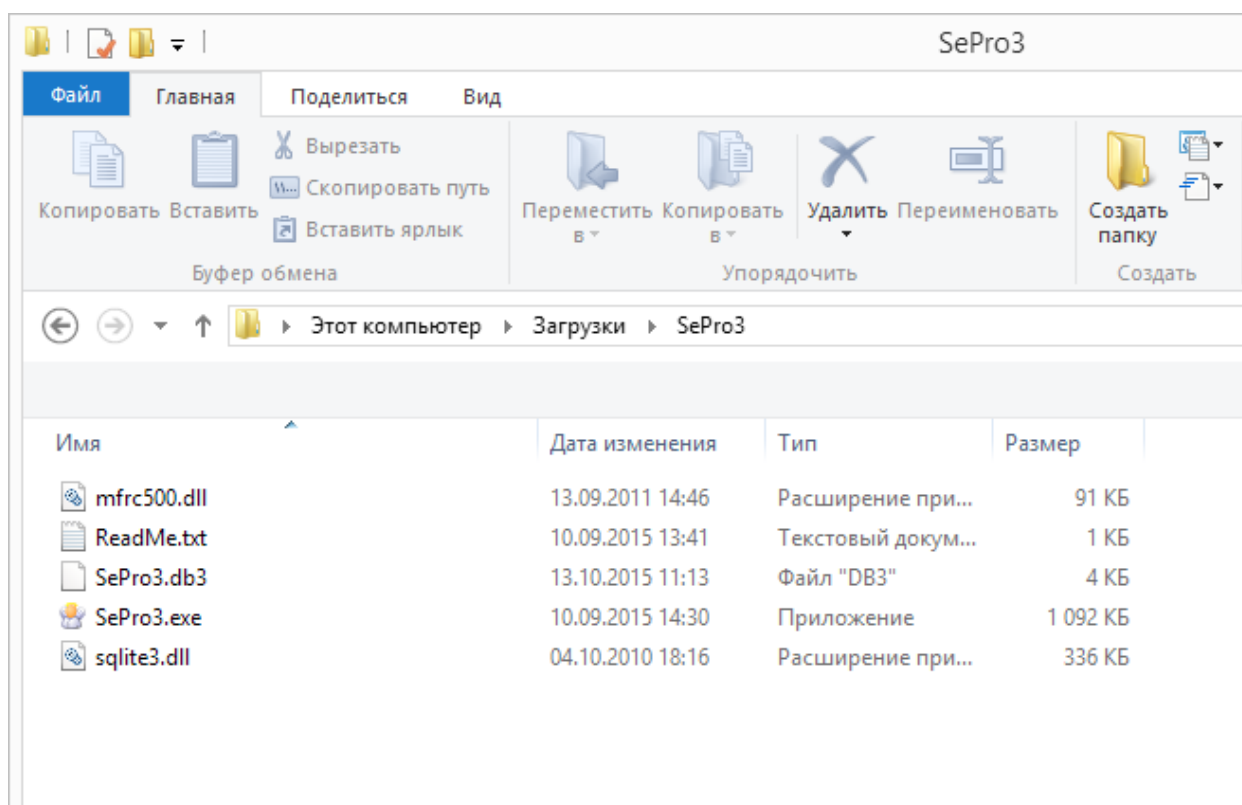 SePro3
Файл Главная Поделиться Вид
Копировать Вставить
Вырезать
Скопировать путь
Вставить ярлык
Переместить в
Копировать в
Удалить Переименовать
Создать папку
Буфер обмена Упорядочить Создать
Этот компьютер Загрузки SePro3
Имя Дата изменения Тип Размер
mfrc500.dll 13.09.2011 14:46 Расширение при... 91 КБ
ReadMe.txt 10.09.2015 13:41 Текстовый докум... 1 КБ
SePro3.db3 13.10.2015 11:13 Файл "DB3" 4 КБ
SePro3.exe 10.09.2015 14:30 Приложение 1 092 КБ
sqlite3.dll 04.10.2010 18:16 Расширение при... 336 КБ